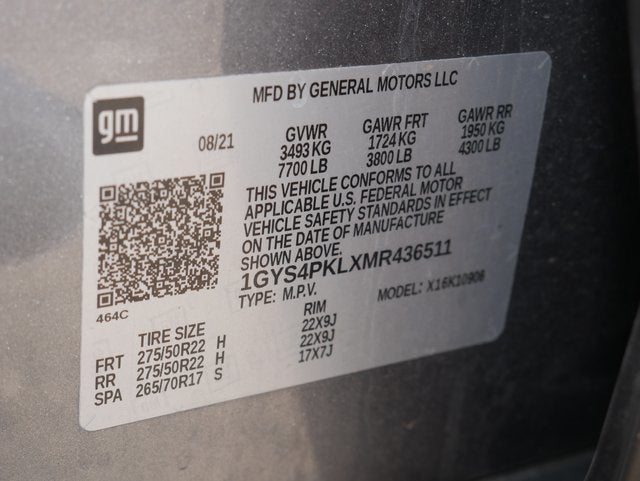 MFD BY GENERAL MOTORS LLC
gm
08/21
GVWR
3493 KG
7700 LB
GAWR FRT
1724 KG
3800 LB
GAWR RR
1950 KG
4300 LB
THIS VEHICLE CONFORMS TO ALL
APPLICABLE U.S. FEDERAL MOTOR
VEHICLE SAFETY STANDARDS IN EFFECT
ON THE DATE OF MANUFACTURE
SHOWN ABOVE.
1GYS4PKLXMR436511
TYPE: M.P.V. MODEL: X16K10906
464C
TIRE SIZE RIM
FRT 275/50R22 H 22X9J
RR 275/50R22 H 22X9J
SPA 265/70R17 S 17X7J